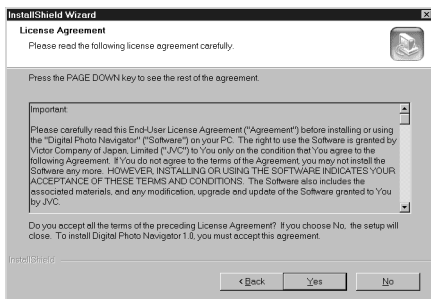 InstallShield Wizard
License Agreement
Please read the following license agreement carefully.
Press the PAGE DOWN key to see the rest of the agreement.
Important:
Please carefully read this End-User License Agreement ("Agreement") before installing or using
the "Digital Photo Navigator" ("Software") on your PC. The right to use the Software is granted by
Victor Company of Japan, Limited ("JVC") to You only on the condition that You agree to the
following Agreement. If You do not agree to the terms of the Agreement, you may not install the
Software any more. HOWEVER, INSTALLING OR USING THE SOFTWARE INDICATES YOUR
ACCEPTANCE OF THESE TERMS AND CONDITIONS. The Software also includes the
associated materials, and any modification, upgrade and update of the Software granted to You
by JVC.
Do you accept all the terms of the preceding License Agreement? If you choose No, the setup will
close. To install Digital Photo Navigator 1.0, you must accept this agreement.
InstallShield
< Back
Yes
No